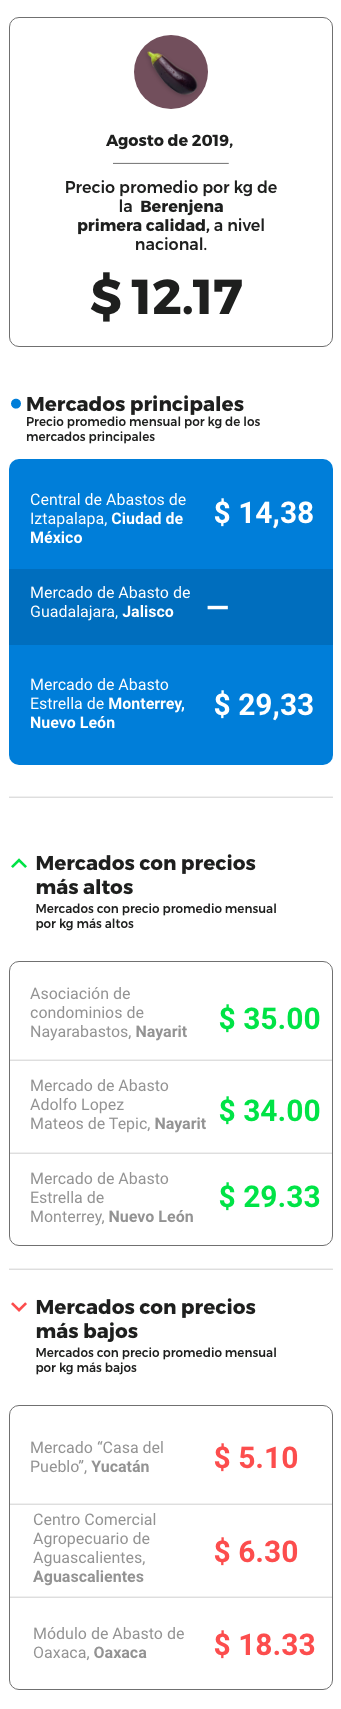 Agosto de 2019,
Precio promedio por kg de
la Berenjena
primera calidad, a nivel
nacional.
$ 12.17
Mercados principales
Precio promedio mensual por kg de los
mercados principales
Central de Abastos de
Iztapalapa, Ciudad de
México
$ 14,38
Mercado de Abasto de
Guadalajara, Jalisco
—
Mercado de Abasto
Estrella de Monterrey,
Nuevo León
$ 29,33
Mercados con precios
más altos
Mercados con precio promedio mensual
por kg más altos
Asociación de
condominios de
Nayarabastos, Nayarit
$ 35.00
Mercado de Abasto
Adolfo Lopez
Mateos de Tepic, Nayarit
$ 34.00
Mercado de Abasto
Estrella de
Monterrey, Nuevo León
$ 29.33
Mercados con precios
más bajos
Mercados con precio promedio mensual
por kg más bajos
Mercado “Casa del
Pueblo”, Yucatán
$ 5.10
Centro Comercial
Agropecuario de
Aguascalientes,
Aguascalientes
$ 6.30
Módulo de Abasto de
Oaxaca, Oaxaca
$ 18.33